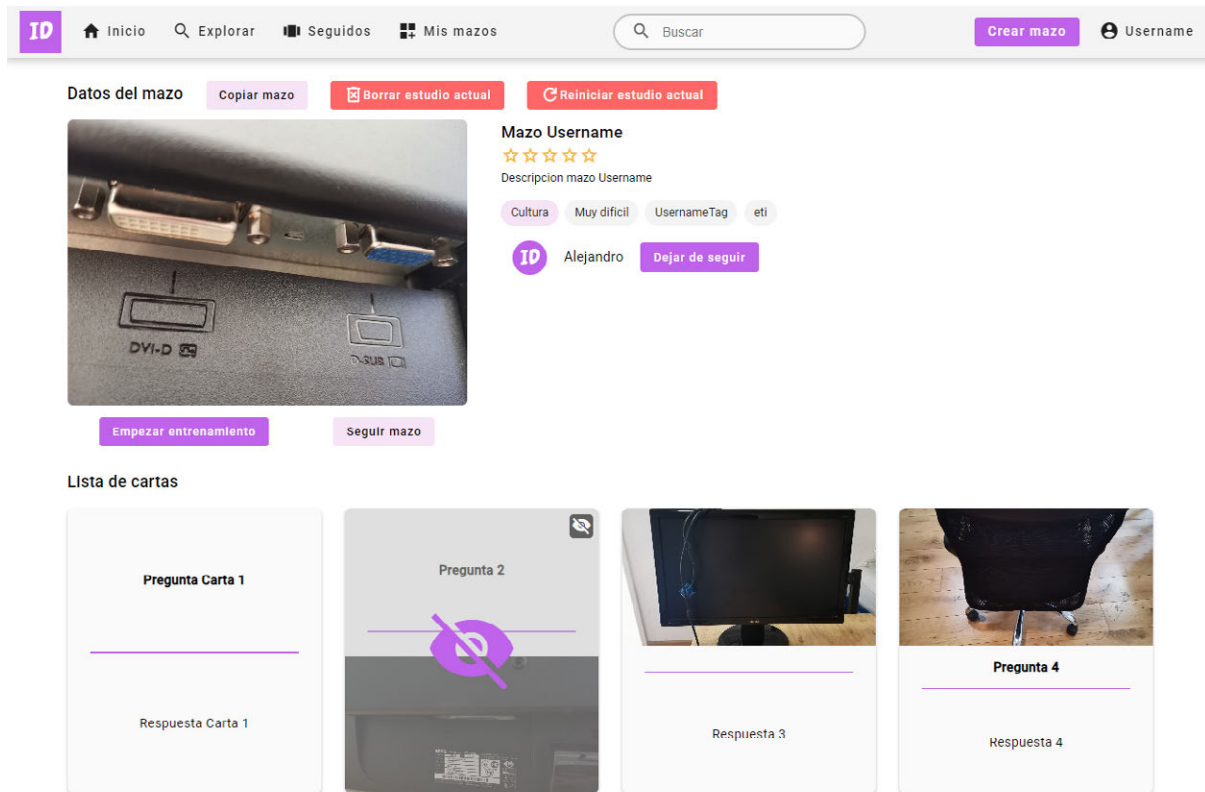 ID Inicio Explorar Seguidos Mis mazos Buscar Crear mazo Username
Datos del mazo Copiar mazo Borrar estudio actual Reiniciar estudio actual
Mazo Username
Descripcion mazo Username
Cultura Muy dificil UsernameTag eti
ID Alejandro Dejar de seguir
DVI-D
D-SUB
Empezar entrenamiento Seguir mazo
Lista de cartas
Pregunta Carta 1
Respuesta Carta 1
Pregunta 2
Respuesta 3
Pregunta 4
Respuesta 4